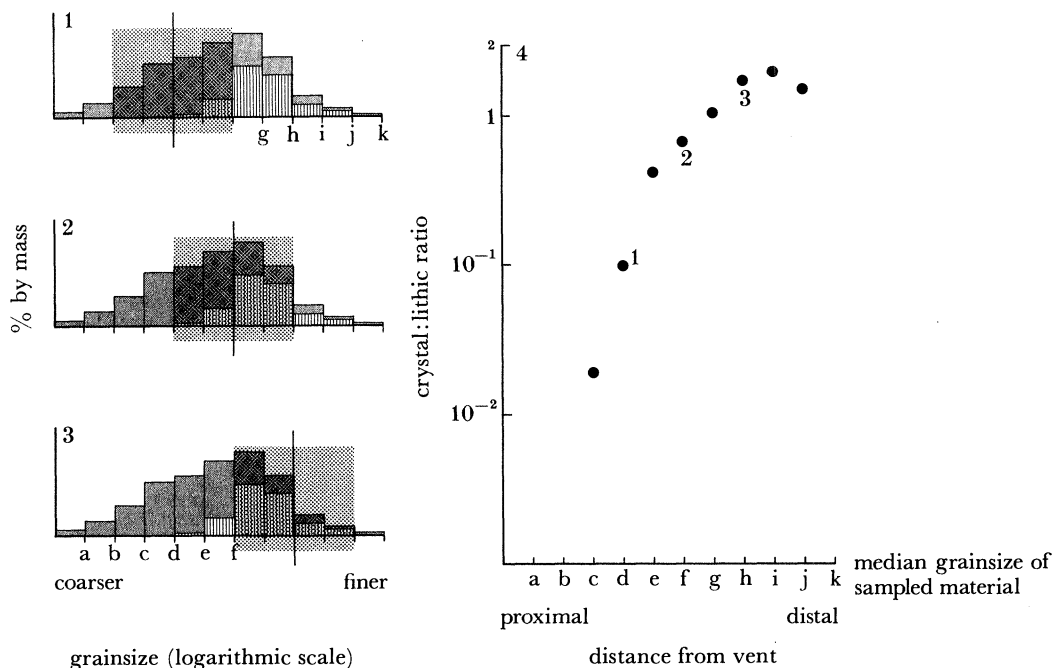 1
g h i j k
2
% by mass
3
a b c d e f
coarser finer
grainsize (logarithmic scale)
2 4
1
10−1
10−2
crystal:lithic ratio
1
2
3
a b c d e f g h i j k
median grainsize of
sampled material
proximal distal
distance from vent